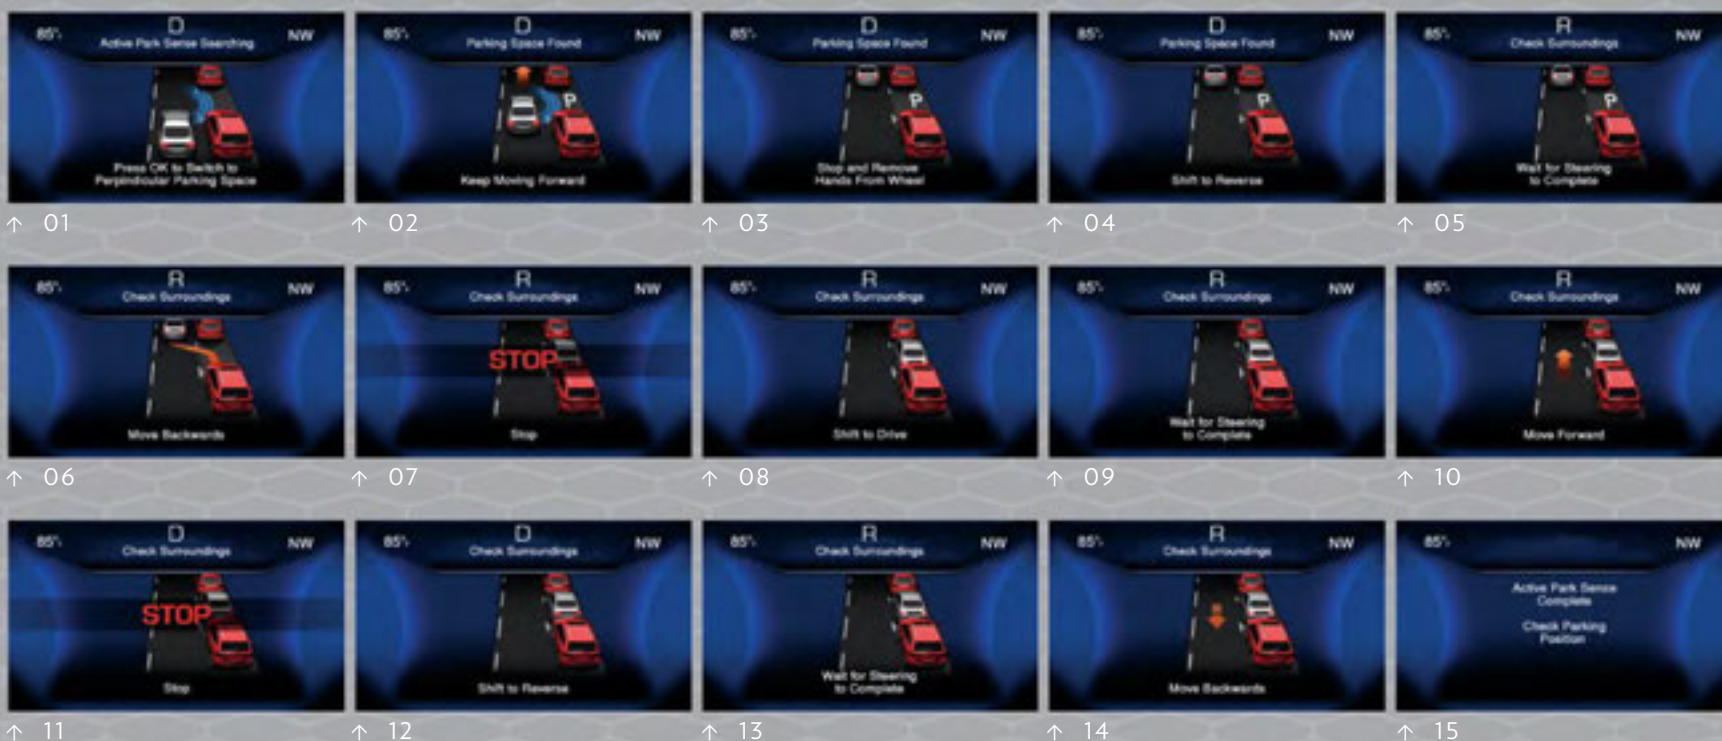 85°
D
NW
Active Park Sense Searching
Press OK to Switch to
Perpendicular Parking Space
↑ 01
85°
D
NW
Parking Space Found
P
Keep Moving Forward
↑ 02
85°
D
NW
Parking Space Found
P
Stop and Remove
Hands From Wheel
↑ 03
85°
D
NW
Parking Space Found
P
Shift to Reverse
↑ 04
85°
R
NW
Check Surroundings
P
Wait for Steering
to Complete
↑ 05
85°
R
NW
Check Surroundings
Move Backwards
↑ 06
85°
R
NW
Check Surroundings
STOP
Stop
↑ 07
85°
R
NW
Check Surroundings
Shift to Drive
↑ 08
85°
R
NW
Check Surroundings
Wait for Steering
to Complete
↑ 09
85°
R
NW
Check Surroundings
Move Forward
↑ 10
85°
D
NW
Check Surroundings
STOP
Stop
↑ 11
85°
D
NW
Check Surroundings
Shift to Reverse
↑ 12
85°
R
NW
Check Surroundings
Wait for Steering
to Complete
↑ 13
85°
R
NW
Check Surroundings
Move Backwards
↑ 14
85°
NW
Active Park Sense
Complete
Check Parking
Position
↑ 15